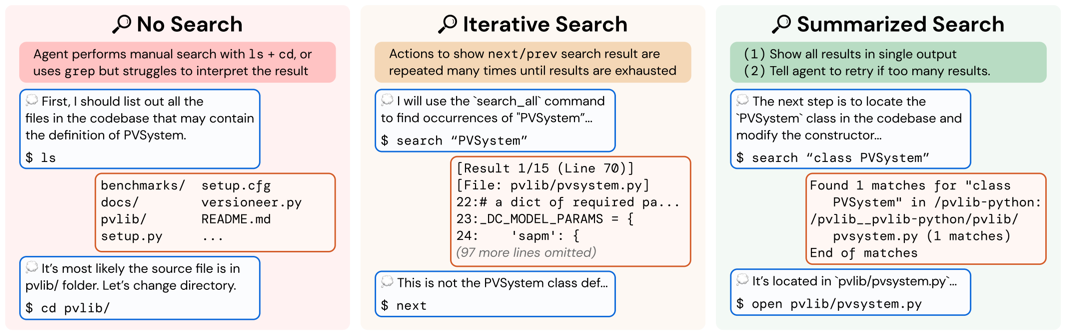 No Search
Agent performs manual search with ls + cd, or
uses grep but struggles to interpret the result
First, I should list out all the
files in the codebase that may contain
the definition of PVSystem.
$ ls
benchmarks/ setup.cfg
docs/ versioneer.py
pvlib/ README.md
setup.py ...
It's most likely the source file is in
pvlib/ folder. Let's change directory.
$ cd pvlib/
Iterative Search
Actions to show next/prev search result are
repeated many times until results are exhausted
I will use the `search_all` command
to find occurrences of "PVSystem"...
$ search “PVSystem”
[Result 1/15 (Line 70)]
[File: pvlib/pvsystem.py]
22:# a dict of required pa...
23:_DC_MODEL_PARAMS = {
24: 'sapm': {
(97 more lines omitted)
This is not the PVSystem class def...
$ next
Summarized Search
(1) Show all results in single output
(2) Tell agent to retry if too many results.
The next step is to locate the
`PVSystem` class in the codebase and
modify the constructor...
$ search “class PVSystem”
Found 1 matches for "class
PVSystem" in /pvlib-python:
/pvlib__pvlib-python/pvlib/
pvsystem.py (1 matches)
End of matches
It's located in `pvlib/pvsystem.py`...
$ open pvlib/pvsystem.py